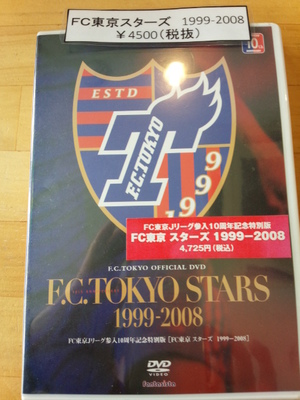 FC東京スターズ 1999-2008
￥4500(税抜)
10th
ESTD
F.C.TOKYO
1999
FC東京Jリーグ参入10周年記念特別版
FC東京 スターズ 1999−2008
4,725円(税込)
F.C.TOKYO OFFICIAL DVD
F.C.TOKYO STARS
1999-2008
FC東京Jリーグ参入10周年記念特別版［FC東京 スターズ 1999−2008］
DVD
VIDEO
fantasista